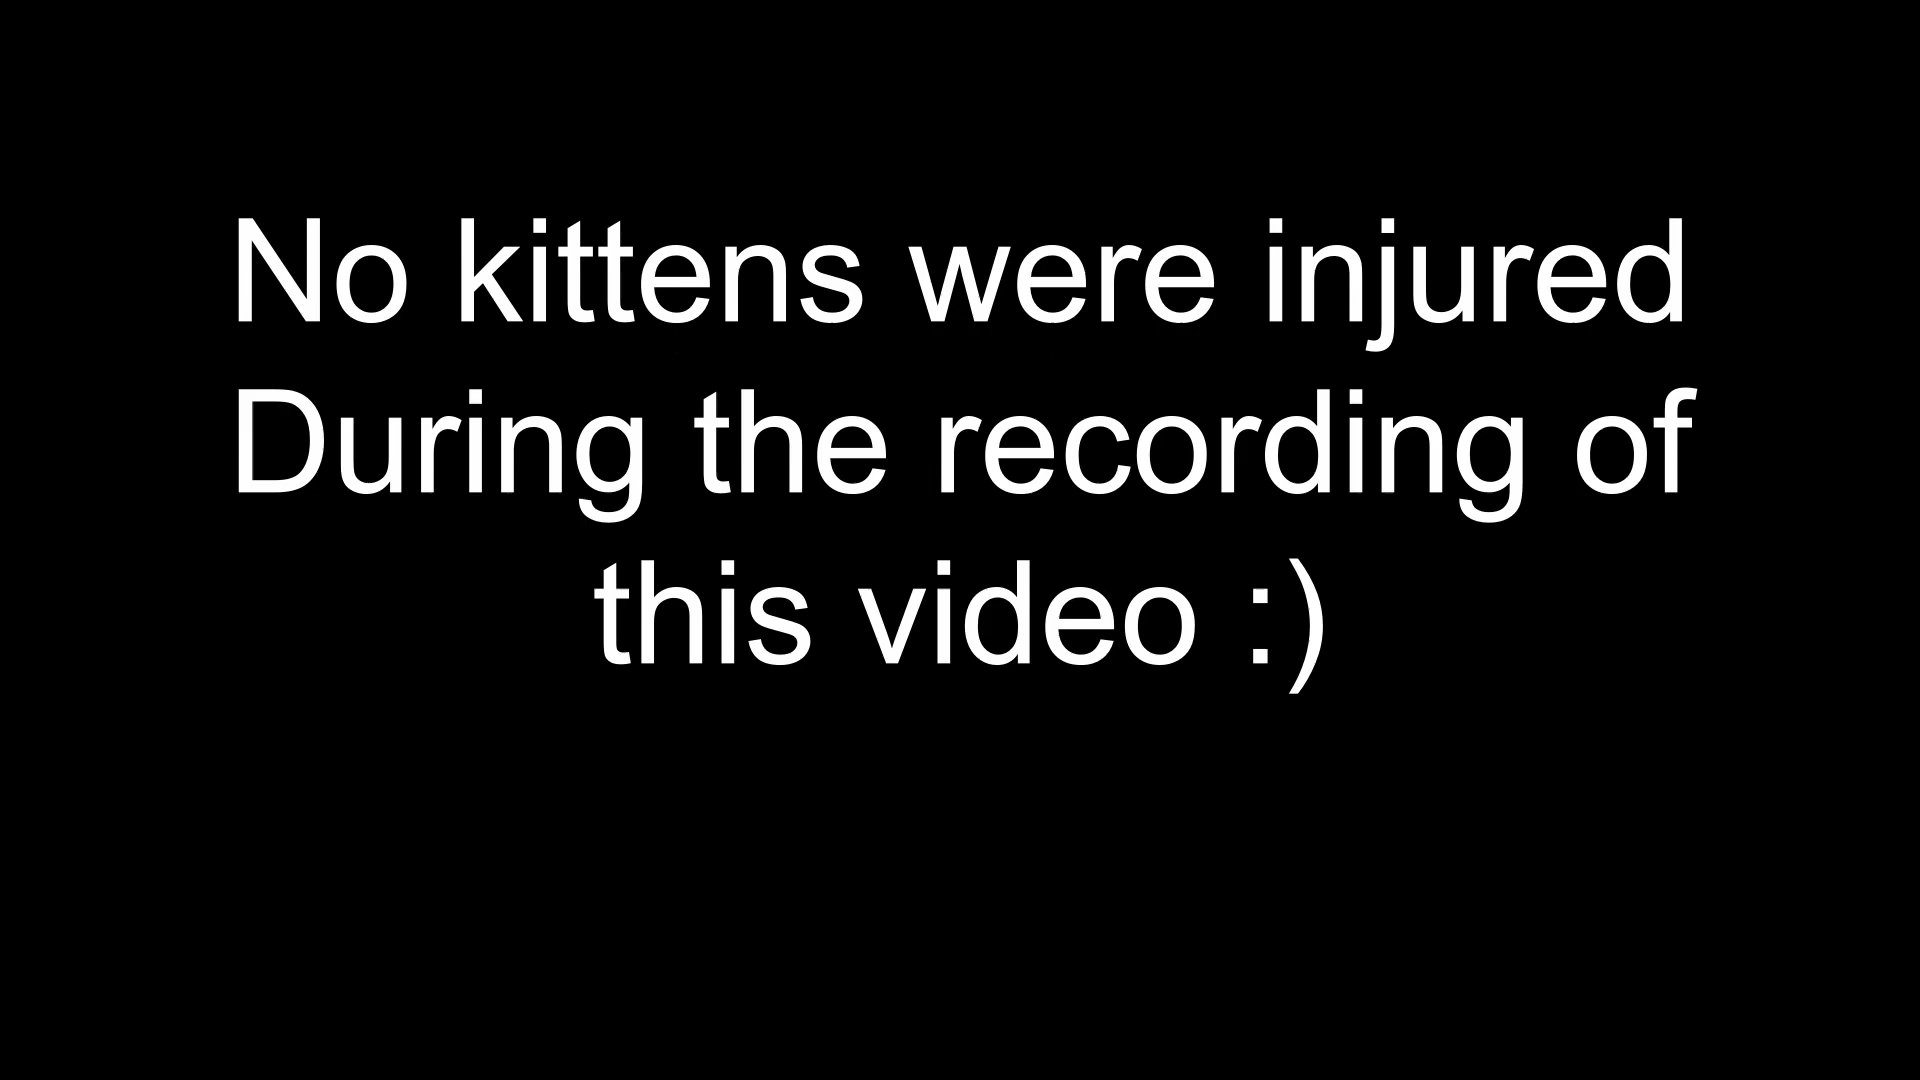 No kittens were injured
During the recording of
this video :)